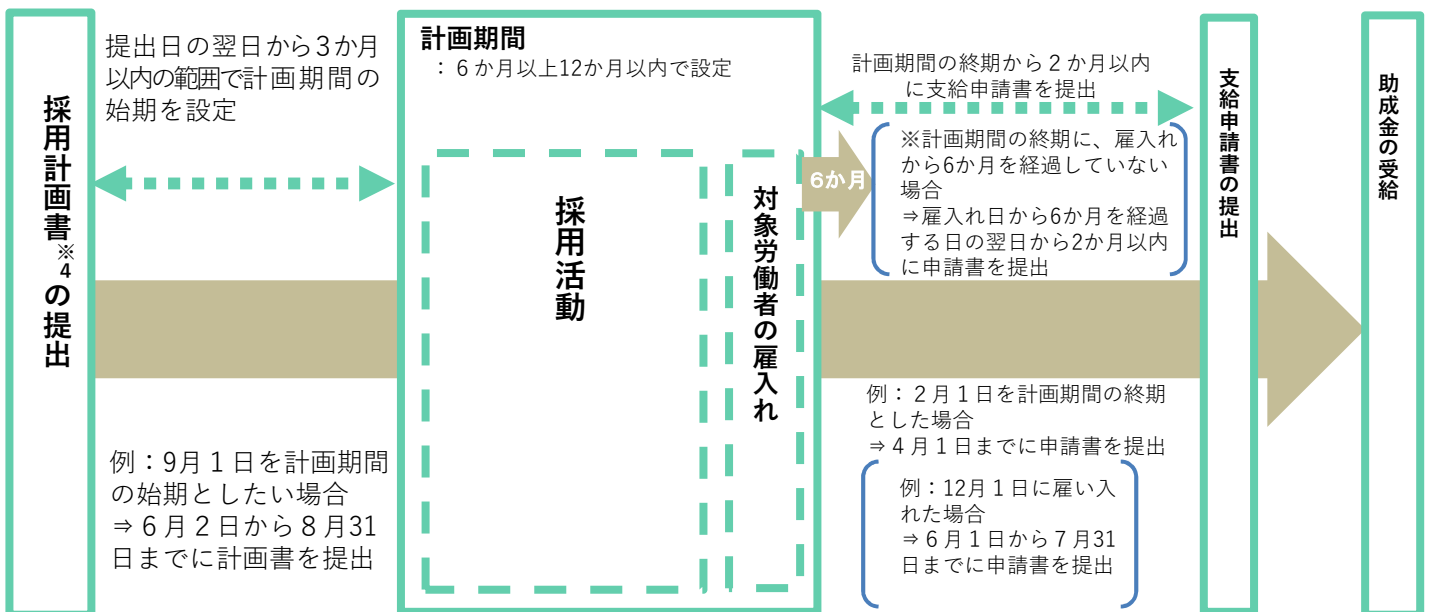 採用計画書※4の提出
提出日の翌日から3か月
以内の範囲で計画期間の
始期を設定
例：9月１日を計画期間
の始期としたい場合
⇒６月２日から８月31
日までに計画書を提出
計画期間
：６か月以上12か月以内で設定
採用活動
対象労働者の雇入れ
6か月
計画期間の終期から２か月以内
に支給申請書を提出
※計画期間の終期に、雇入れ
から6か月を経過していない
場合
⇒雇入れ日から6か月を経過
する日の翌日から2か月以内
に申請書を提出
例：２月１日を計画期間の終期
とした場合
⇒４月１日までに申請書を提出
例：12月１日に雇い入
れた場合
⇒６月１日から７月31
日までに申請書を提出
支給申請書の提出
助成金の受給